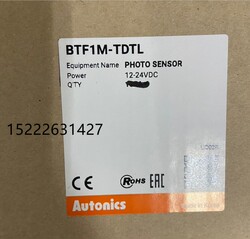 BTF1M-TDTL
Equipment Name PHOTO SENSOR
Power 12-24VDC
Q'TY
15222631427
CE RoHS EAC
Autonics